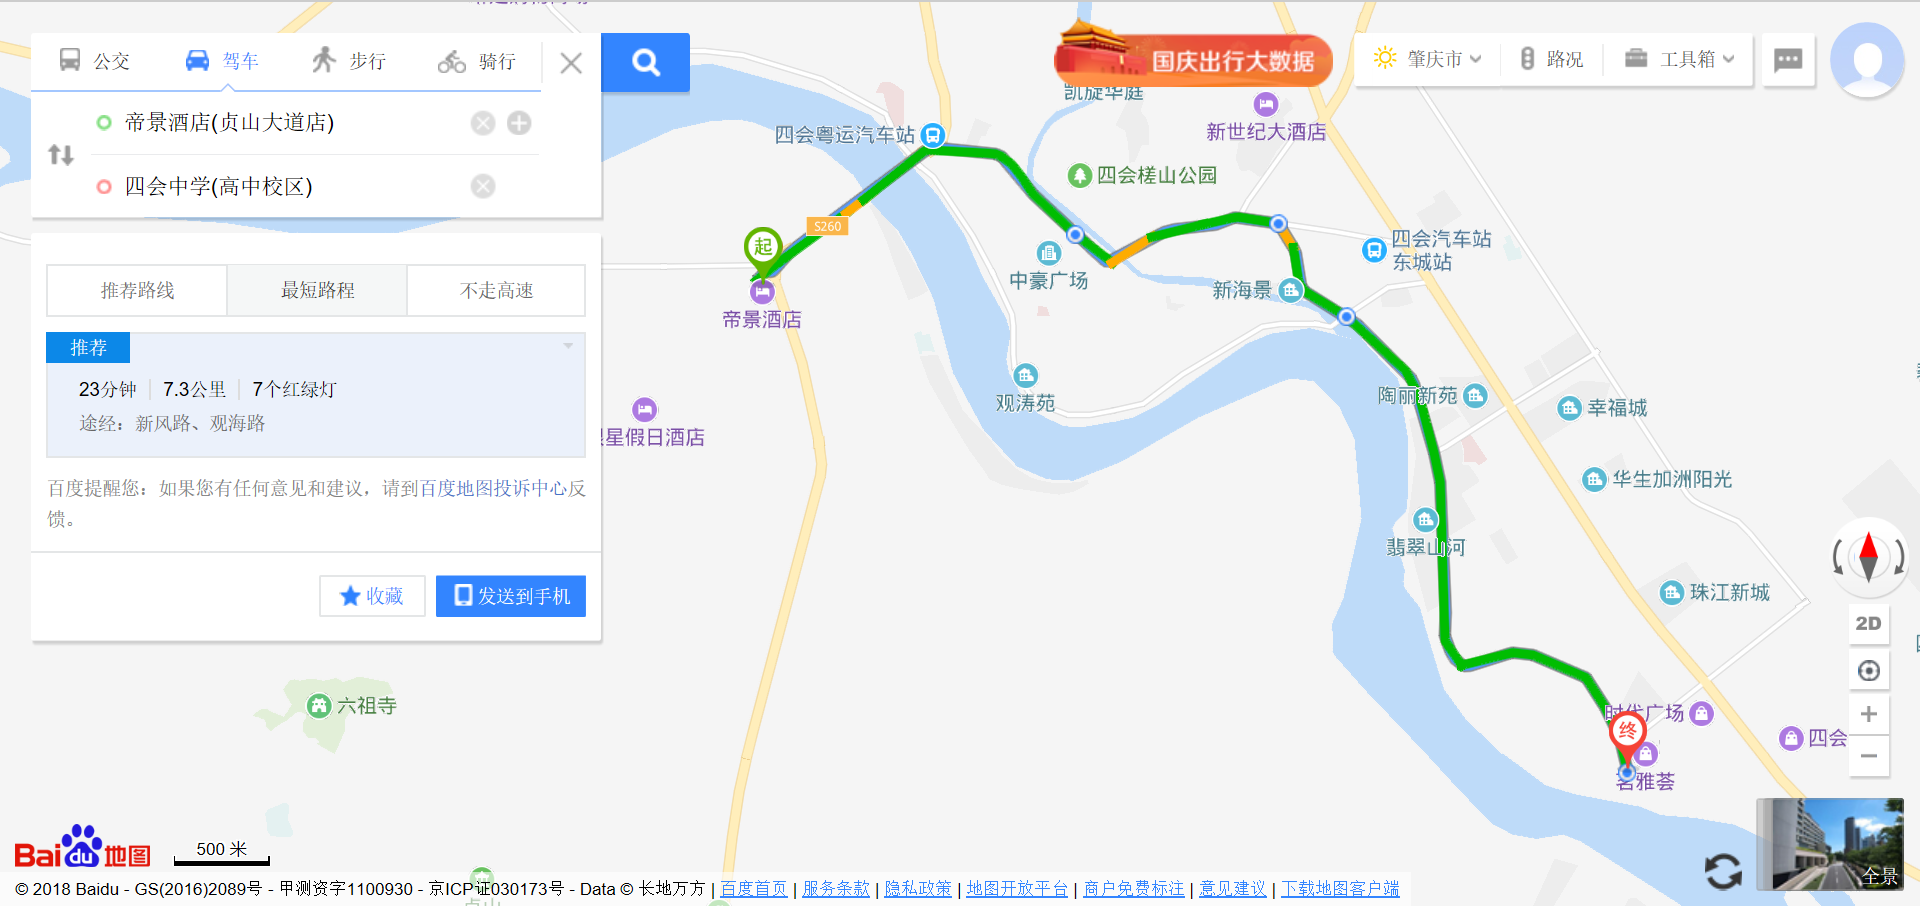 公交
驾车
步行
骑行
帝景酒店(贞山大道店)
四会中学(高中校区)
推荐路线
最短路程
不走高速
推荐
23分钟 7.3公里 7个红绿灯
途经：新风路、观海路
百度提醒您：如果您有任何意见和建议，请到百度地图投诉中心反
馈。
收藏
发送到手机
国庆出行大数据
肇庆市
路况
工具箱
凯旋华庭
新世纪大酒店
四会粤运汽车站
四会槎山公园
S260
起
帝景酒店
中豪广场
四会汽车站
东城站
新海景
观涛苑
陶丽新苑
幸福城
星假日酒店
华生加洲阳光
翡翠山河
珠江新城
六祖寺
时代广场
终
四会
茗雅荟
2D
全景
Bai du 地图
500 米
© 2018 Baidu - GS(2016)2089号 - 甲测资字1100930 - 京ICP证030173号 - Data © 长地万方 | 百度首页 | 服务条款 | 隐私政策 | 地图开放平台 | 商户免费标注 | 意见建议 | 下载地图客户端